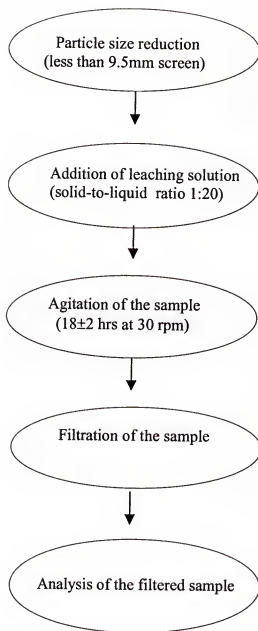 Particle size reduction
(less than 9.5mm screen)
Addition of leaching solution
(solid-to-liquid ratio 1:20)
Agitation of the sample
(18±2 hrs at 30 rpm)
Filtration of the sample
Analysis of the filtered sample